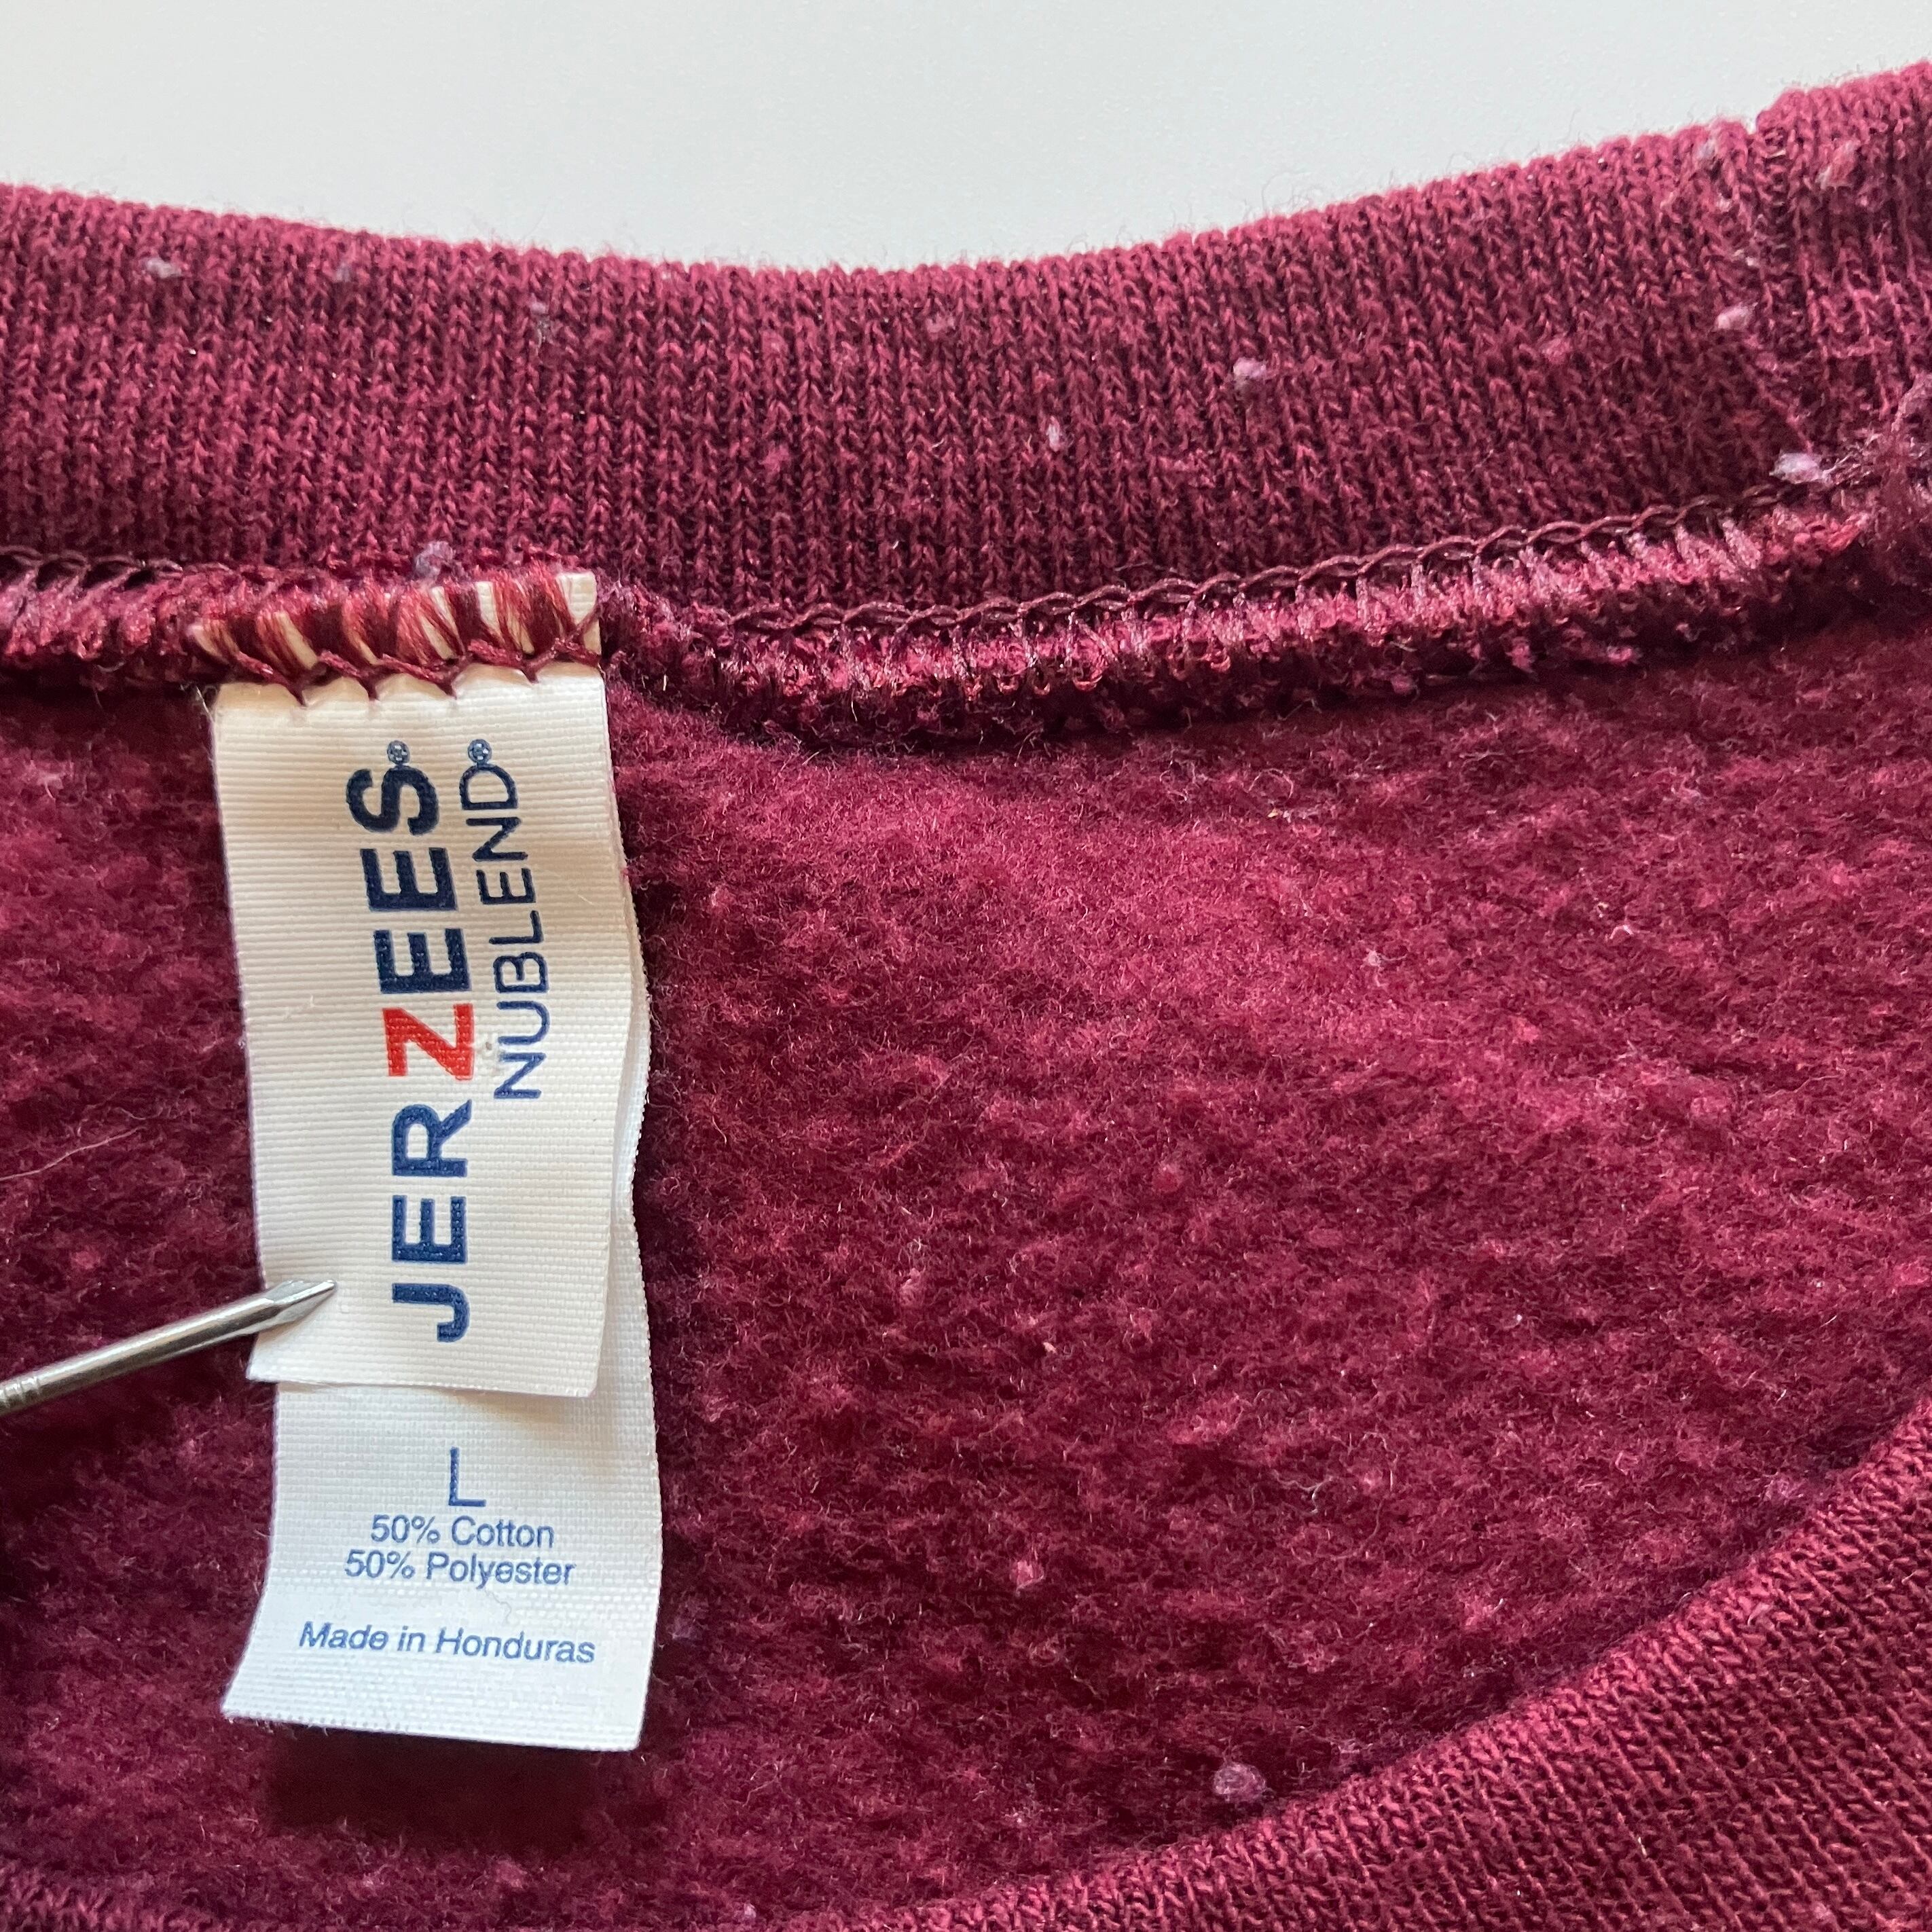 JERZEES®
NUBLEND®
L
50% Cotton
50% Polyester
Made in Honduras